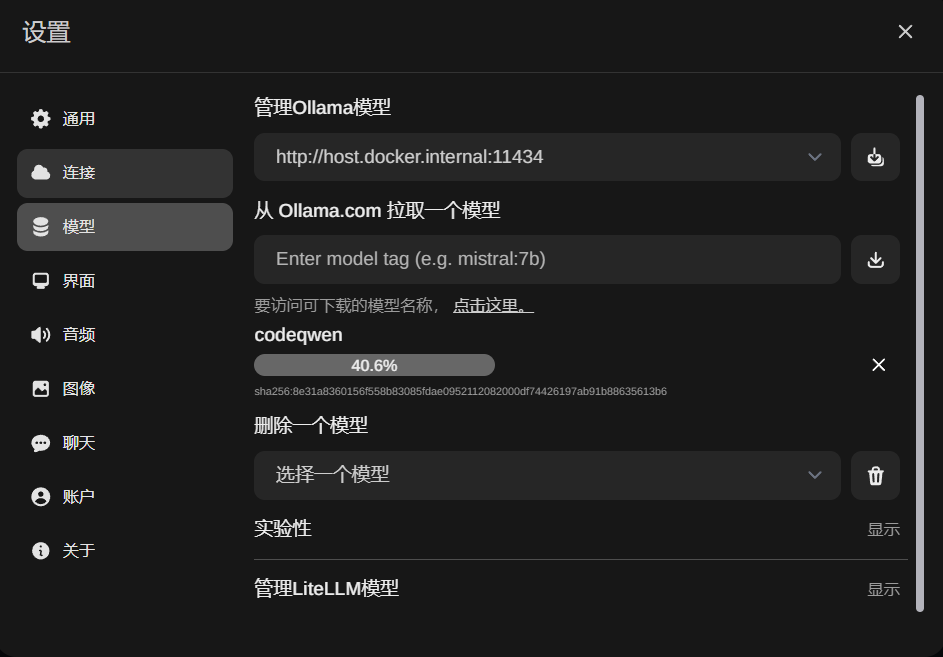 设置
通用
连接
模型
界面
音频
图像
聊天
账户
关于
管理Ollama模型
http://host.docker.internal:11434
从 Ollama.com 拉取一个模型
Enter model tag (e.g. mistral:7b)
要访问可下载的模型名称， 点击这里。
codeqwen
40.6%
sha256:8e31a8360156f558b83085fdae0952112082000df74426197ab91b88635613b6
删除一个模型
选择一个模型
实验性 显示
管理LiteLLM模型 显示